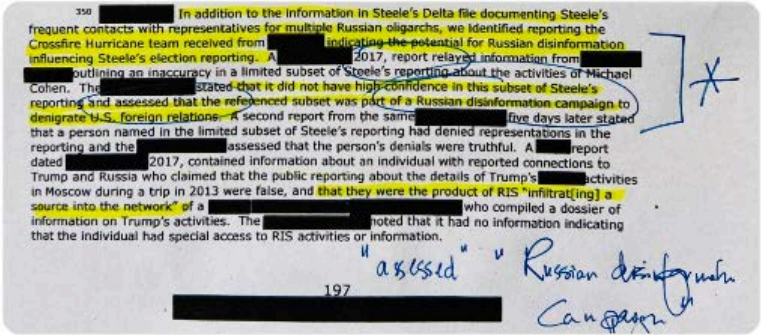 350 In addition to the information in Steele's Delta file documenting Steele's
frequent contacts with representatives for multiple Russian oligarchs, we identified reporting the
Crossfire Hurricane team received from indicating the potential for Russian disinformation
influencing Steele's election reporting. A 2017, report relayed information from
outlining an inaccuracy in a limited subset of Steele's reporting about the activities of Michael
Cohen. The stated that it did not have high confidence in this subset of Steele's
reporting and assessed that the referenced subset was part of a Russian disinformation campaign to
denigrate U.S. foreign relations. A second report from the same five days later stated
that a person named in the limited subset of Steele's reporting had denied representations in the
reporting and the assessed that the person's denials were truthful. A report
dated 2017, contained information about an individual with reported connections to
Trump and Russia who claimed that the public reporting about the details of Trump's activities
in Moscow during a trip in 2013 were false, and that they were the product of RIS "infiltrat[ing] a
source into the network" of a who compiled a dossier of
information on Trump's activities. The noted that it had no information indicating
that the individual had special access to RIS activities or information.
"assessed" "Russian disinformation
Campaign"
197